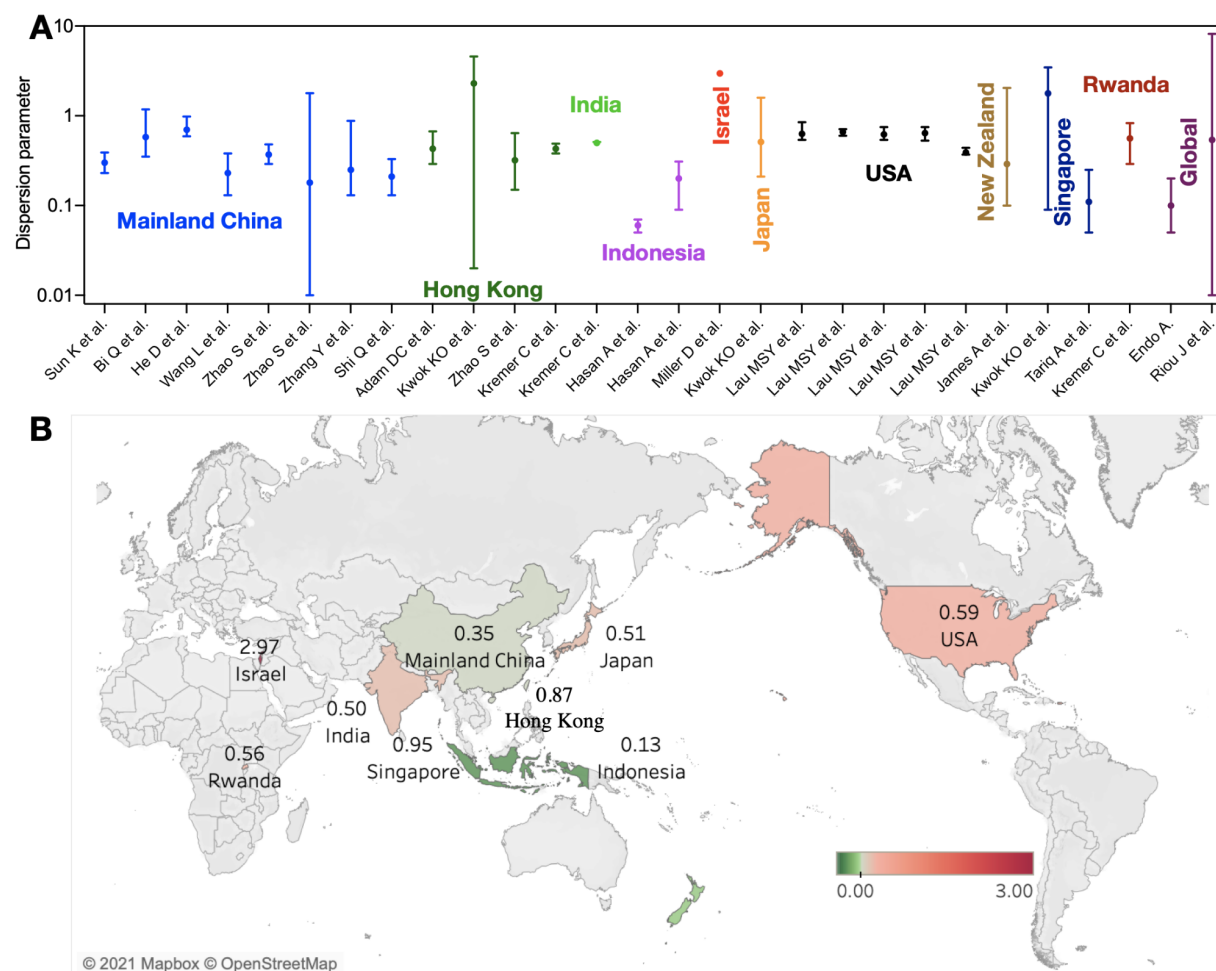 A
10
1
0.1
0.01
Dispersion parameter
Mainland China
Hong Kong
India
Indonesia
Israel
Japan
USA
New Zealand
Singapore
Rwanda
Global
Sun K et al.
Bi Q et al.
He D et al.
Wang L et al.
Zhao S et al.
Zhao S et al.
Zhang Y et al.
Shi Q et al.
Adam DC et al.
Kwok KO et al.
Zhao S et al.
Kremer C et al.
Kremer C et al.
Hasan A et al.
Hasan A et al.
Miller D et al.
Kwok KO et al.
Lau MSY et al.
Lau MSY et al.
Lau MSY et al.
Lau MSY et al.
Lau MSY et al.
James A et al.
Kwok KO et al.
Tariq A et al.
Kremer C et al.
Endo A.
Riou J et al.
B
0.59
USA
0.35
Mainland China
0.51
Japan
2.97
Israel
0.87
Hong Kong
0.50
India
0.95
Singapore
0.13
Indonesia
0.56
Rwanda
0.00
3.00
© 2021 Mapbox © OpenStreetMap